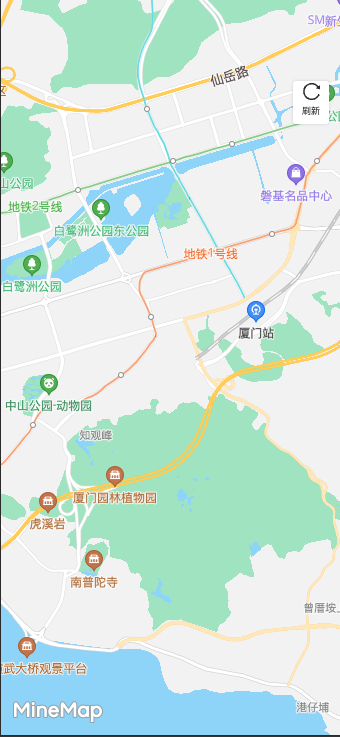 SM新
仙岳路
区
刷新
公
山公园
地铁2号线
磐基名品中心
白鹭洲公园东公园
地铁1号线
白鹭洲公园
厦门站
中山公园-动物园
知观峰
厦门园林植物园
虎溪岩
南普陀寺
曾厝垵
武大桥观景平台
港仔埔
MineMap